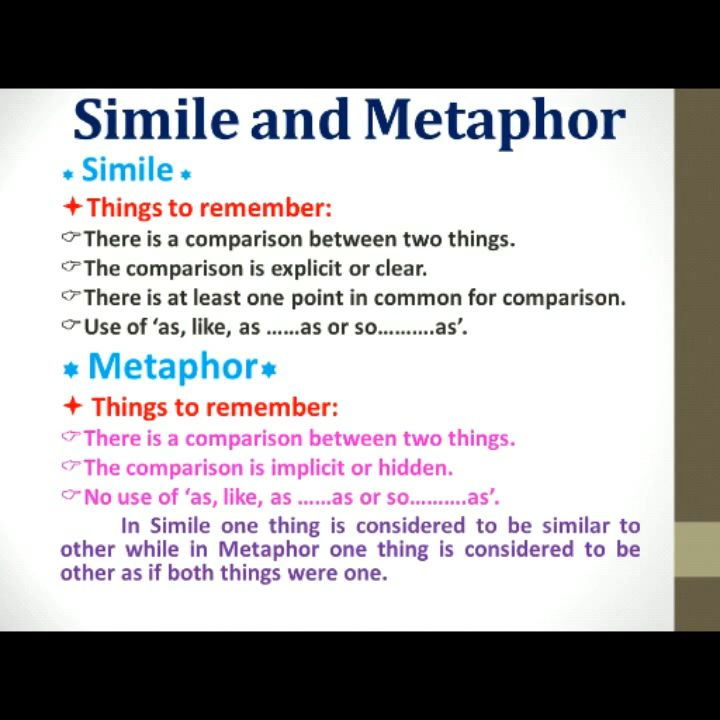 Simile and Metaphor
Simile
Things to remember:
There is a comparison between two things.
The comparison is explicit or clear.
There is at least one point in common for comparison.
Use of ‘as, like, as ……as or so……….as’.
Metaphor
Things to remember:
There is a comparison between two things.
The comparison is implicit or hidden.
No use of ‘as, like, as ……as or so……….as’.
In Simile one thing is considered to be similar to
other while in Metaphor one thing is considered to be
other as if both things were one.